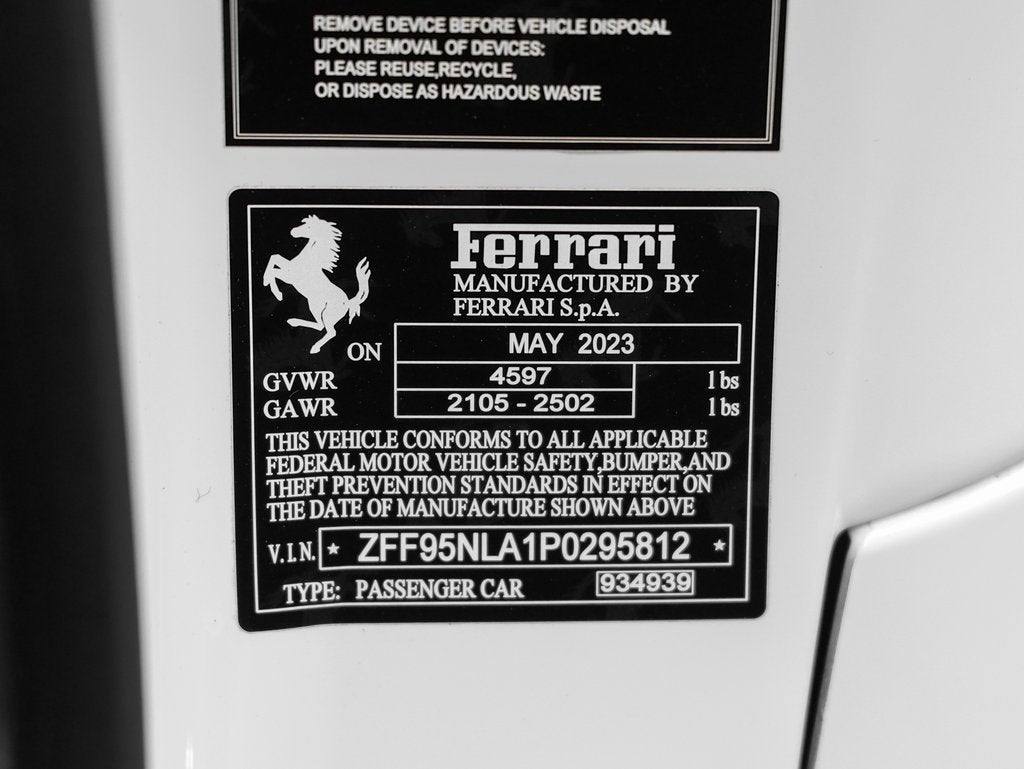 REMOVE DEVICE BEFORE VEHICLE DISPOSAL
UPON REMOVAL OF DEVICES:
PLEASE REUSE,RECYCLE,
OR DISPOSE AS HAZARDOUS WASTE
Ferrari
MANUFACTURED BY
FERRARI S.p.A.
ON MAY 2023
GVWR 4597 lbs
GAWR 2105 - 2502 lbs
THIS VEHICLE CONFORMS TO ALL APPLICABLE
FEDERAL MOTOR VEHICLE SAFETY,BUMPER,AND
THEFT PREVENTION STANDARDS IN EFFECT ON
THE DATE OF MANUFACTURE SHOWN ABOVE
V.I.N. * ZFF95NLA1P0295812 *
TYPE: PASSENGER CAR 934939